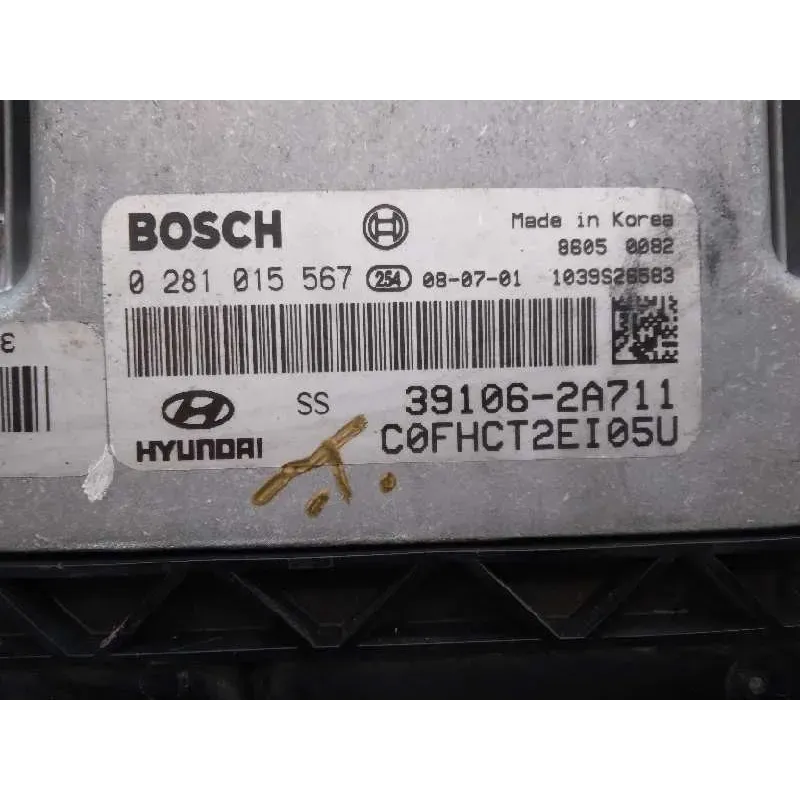 BOSCH
Made in Korea
8605 0082
0 281 015 567 254 08-07-01 1039S26583
SS 39106-2A711
HYUNDAI C0FHCT2EI05U